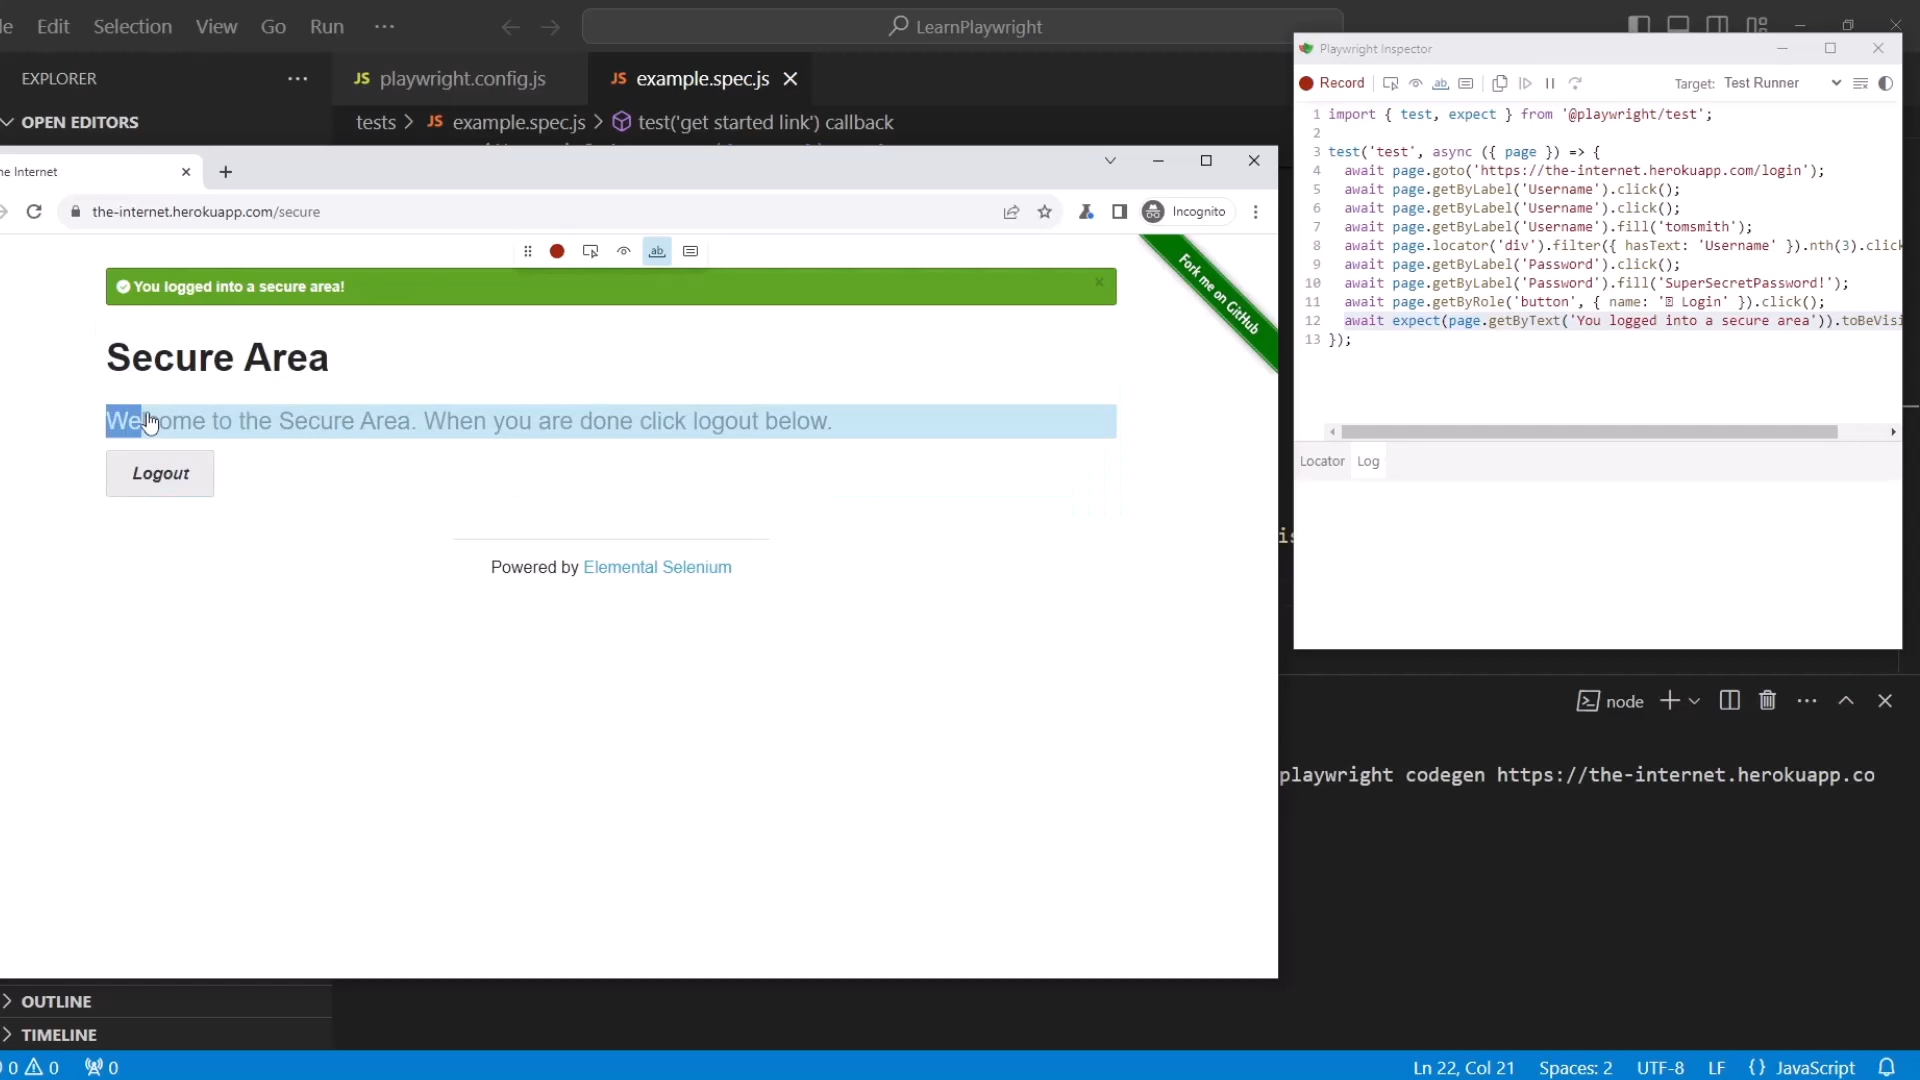 Edit Selection View Go Run ...
LearnPlaywright
EXPLORER
OPEN EDITORS
JS playwright.config.js
JS example.spec.js
tests > JS example.spec.js > test('get started link') callback
he Internet
the-internet.herokuapp.com/secure
Incognito
ab
You logged into a secure area!
Fork me on GitHub
Secure Area
Welcome to the Secure Area. When you are done click logout below.
Logout
Powered by Elemental Selenium
Playwright Inspector
Record
ab
Target: Test Runner
1 import { test, expect } from '@playwright/test';
2
3 test('test', async ({ page }) => {
4 await page.goto('https://the-internet.herokuapp.com/login');
5 await page.getByLabel('Username').click();
6 await page.getByLabel('Username').click();
7 await page.getByLabel('Username').fill('tomsmith');
8 await page.locator('div').filter({ hasText: 'Username' }).nth(3).click
9 await page.getByLabel('Password').click();
10 await page.getByLabel('Password').fill('SuperSecretPassword!');
11 await page.getByRole('button', { name: ' Login' }).click();
12 await expect(page.getByText('You logged into a secure area')).toBeVisi
13 });
Locator Log
is
node
playwright codegen https://the-internet.herokuapp.co
OUTLINE
TIMELINE
0 0 0
Ln 22, Col 21 Spaces: 2 UTF-8 LF {} JavaScript